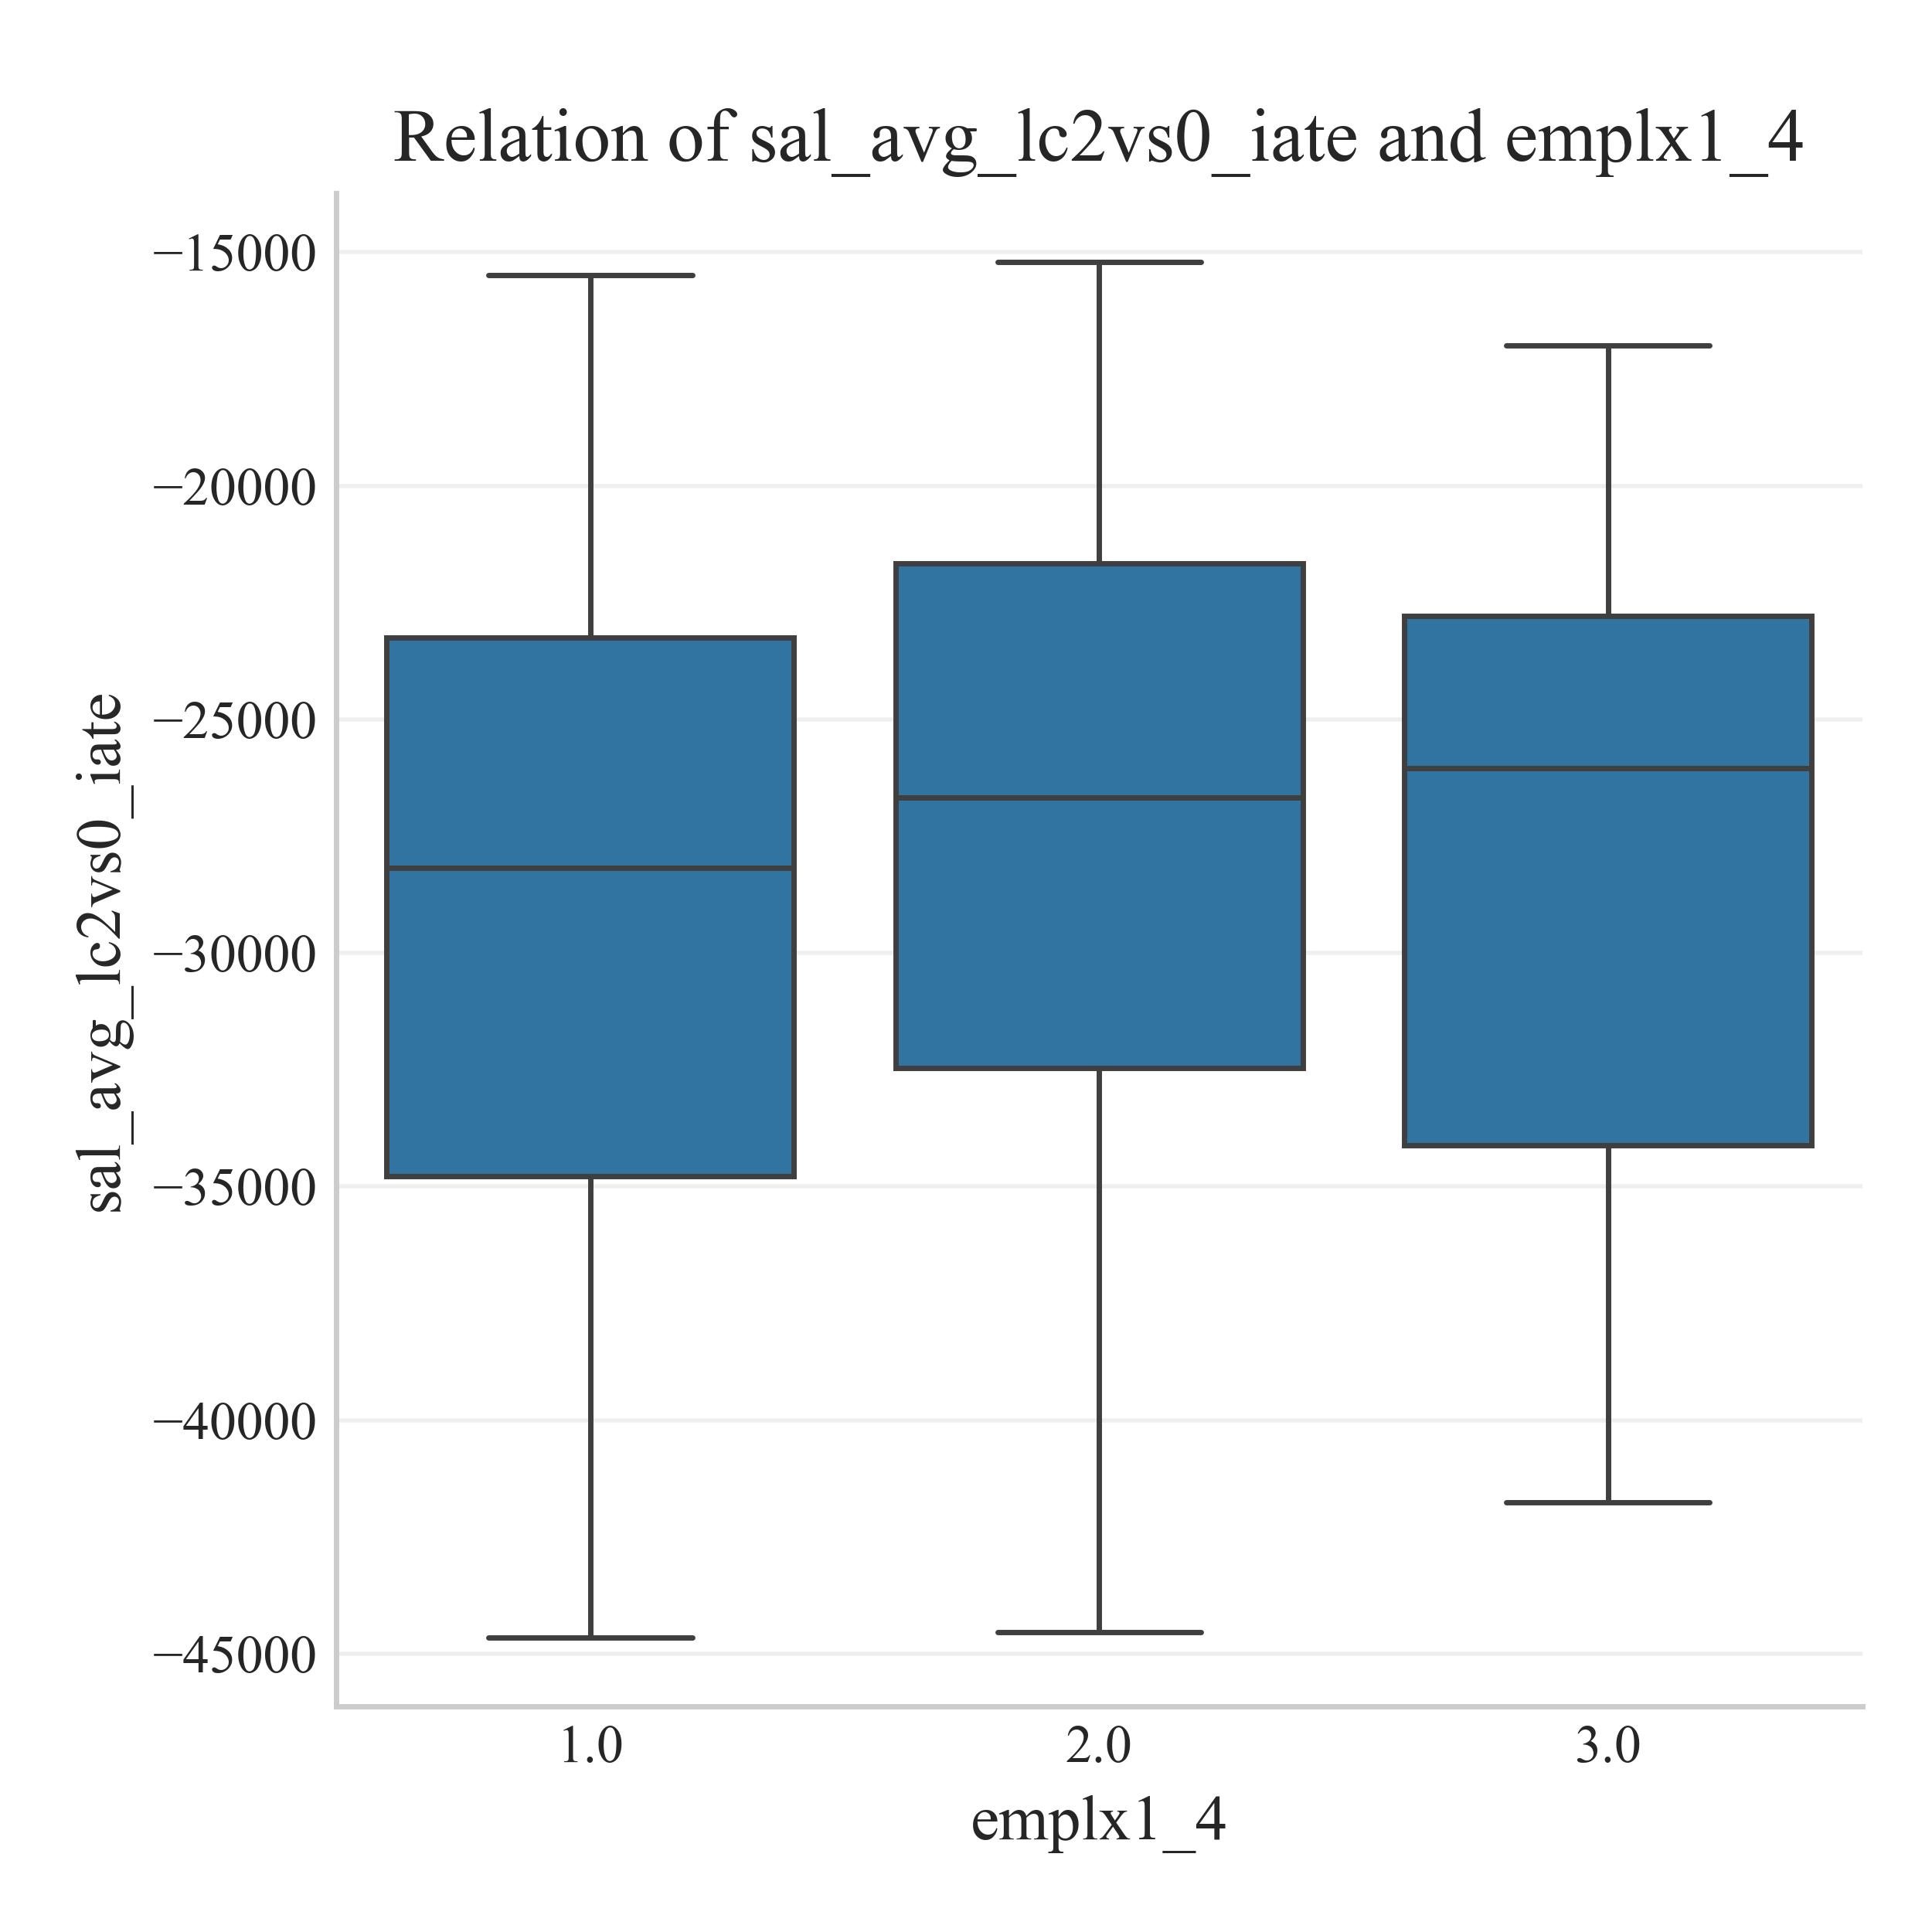 Relation of sal_avg_lc2vs0_iate and emplx1_4
sal_avg_lc2vs0_iate
−15000
−20000
−25000
−30000
−35000
−40000
−45000
1.0 2.0 3.0
emplx1_4